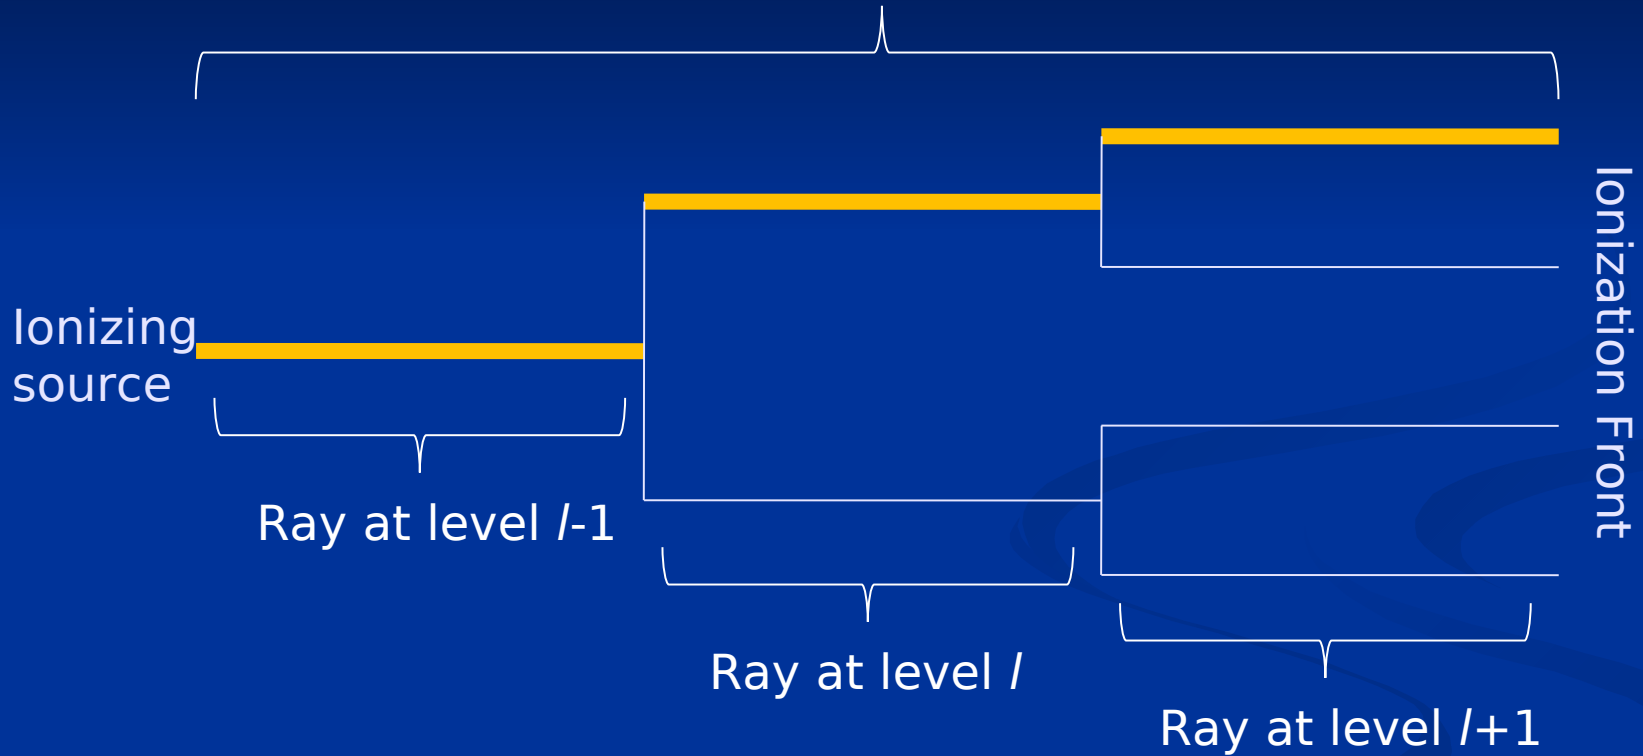 Ionizing
source
Ray at level l-1
Ray at level l
Ray at level l+1
Ionization Front